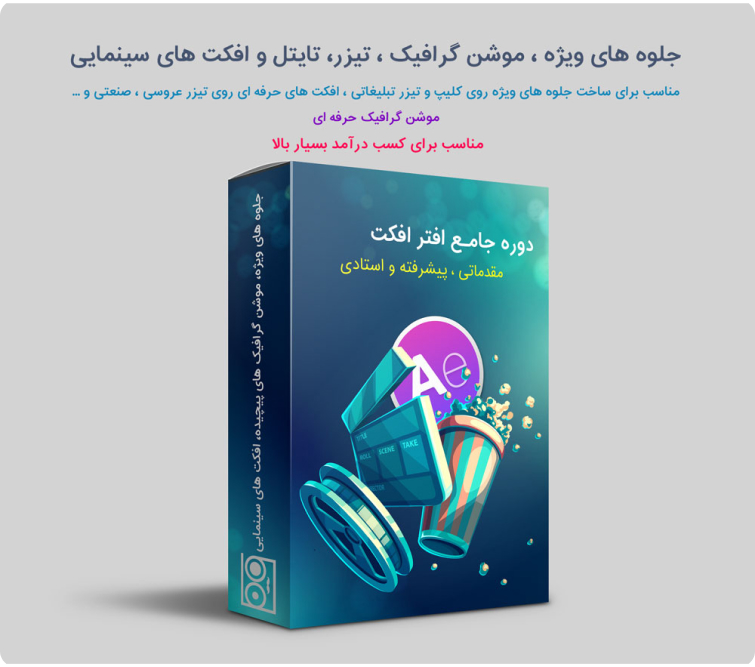 جلوه های ویژه ، موشن گرافیک ، تیزر، تایتل و افکت های سینمایی
مناسب برای ساخت جلوه های ویژه روی کلیپ و تیزر تبلیغاتی ، افکت های حرفه ای روی تیزر عروسی ، صنعتی و ...
موشن گرافیک حرفه ای
مناسب برای کسب درآمد بسیار بالا
دوره جامـع افتر افکت
مقدماتی ، پیشرفته و استادی
جلوه های ویژه، موشن گرافیک های پیچیده، افکت های سینمایی
Ae
ROLL SCENE TAKE